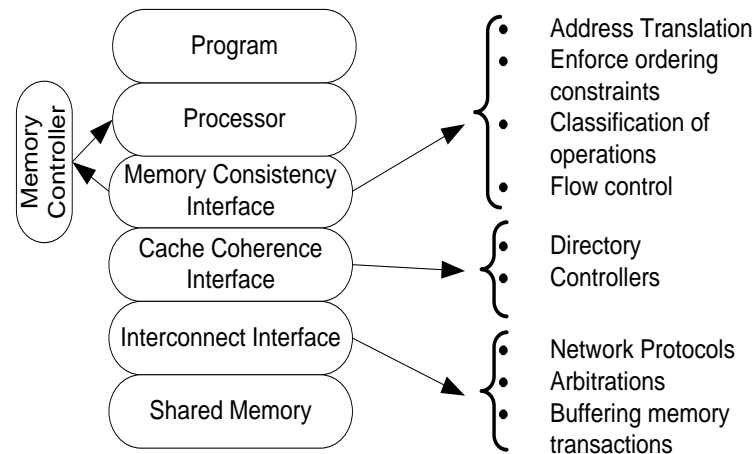 Memory
Controller
Program
Processor
Memory Consistency
Interface
Cache Coherence
Interface
Interconnect Interface
Shared Memory
• Address Translation
• Enforce ordering
constraints
• Classification of
operations
• Flow control
• Directory
• Controllers
• Network Protocols
• Arbitrations
• Buffering memory
transactions